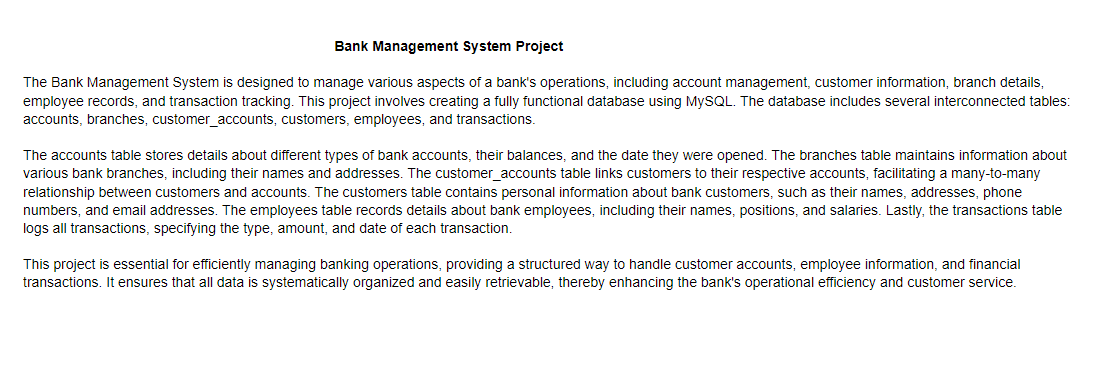 Bank Management System Project
The Bank Management System is designed to manage various aspects of a bank's operations, including account management, customer information, branch details,
employee records, and transaction tracking. This project involves creating a fully functional database using MySQL. The database includes several interconnected tables:
accounts, branches, customer_accounts, customers, employees, and transactions.
The accounts table stores details about different types of bank accounts, their balances, and the date they were opened. The branches table maintains information about
various bank branches, including their names and addresses. The customer_accounts table links customers to their respective accounts, facilitating a many-to-many
relationship between customers and accounts. The customers table contains personal information about bank customers, such as their names, addresses, phone
numbers, and email addresses. The employees table records details about bank employees, including their names, positions, and salaries. Lastly, the transactions table
logs all transactions, specifying the type, amount, and date of each transaction.
This project is essential for efficiently managing banking operations, providing a structured way to handle customer accounts, employee information, and financial
transactions. It ensures that all data is systematically organized and easily retrievable, thereby enhancing the bank's operational efficiency and customer service.